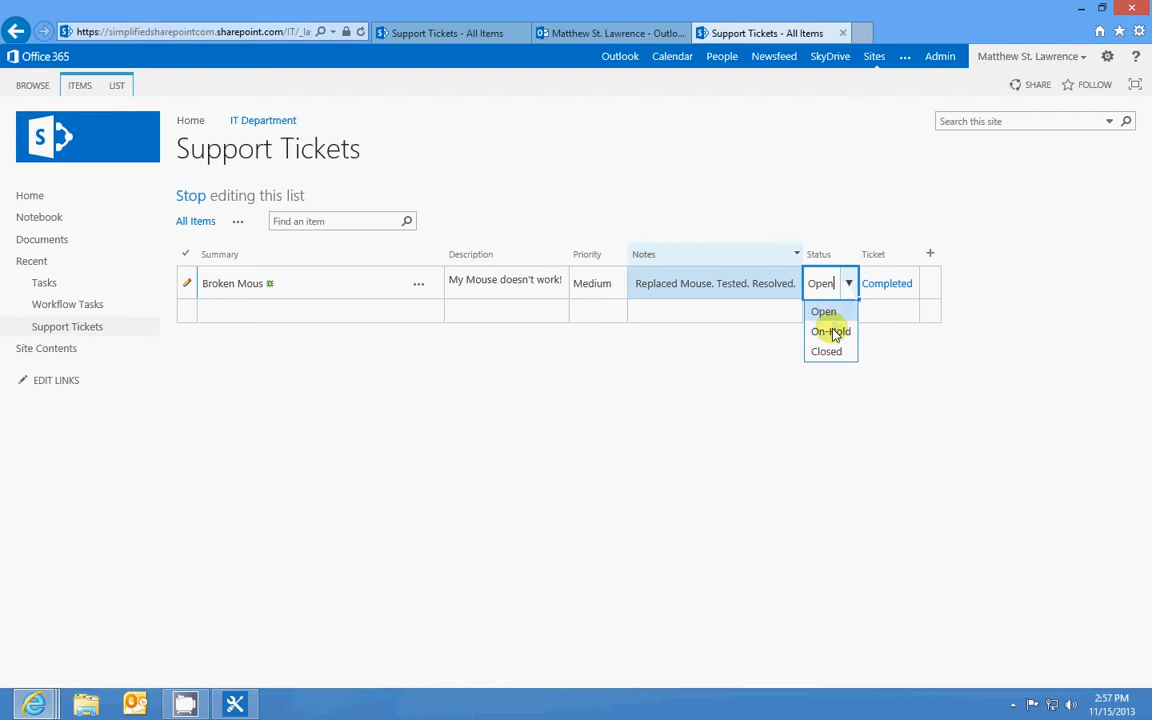 https://simplifiedsharepointcom.sharepoint.com/IT/_la
Support Tickets - All Items
Matthew St. Lawrence - Outlo...
Support Tickets - All Items
Office 365
Outlook Calendar People Newsfeed SkyDrive Sites ... Admin Matthew St. Lawrence ?
BROWSE ITEMS LIST
SHARE FOLLOW
S
Home IT Department
Search this site
Support Tickets
Home
Notebook
Documents
Recent
Tasks
Workflow Tasks
Support Tickets
Site Contents
EDIT LINKS
Stop editing this list
All Items ... Find an item
Summary Description Priority Notes Status Ticket +
Broken Mous ... My Mouse doesn't work! Medium Replaced Mouse. Tested. Resolved. Open Completed
Open
On-Hold
Closed
2:57 PM
11/15/2013